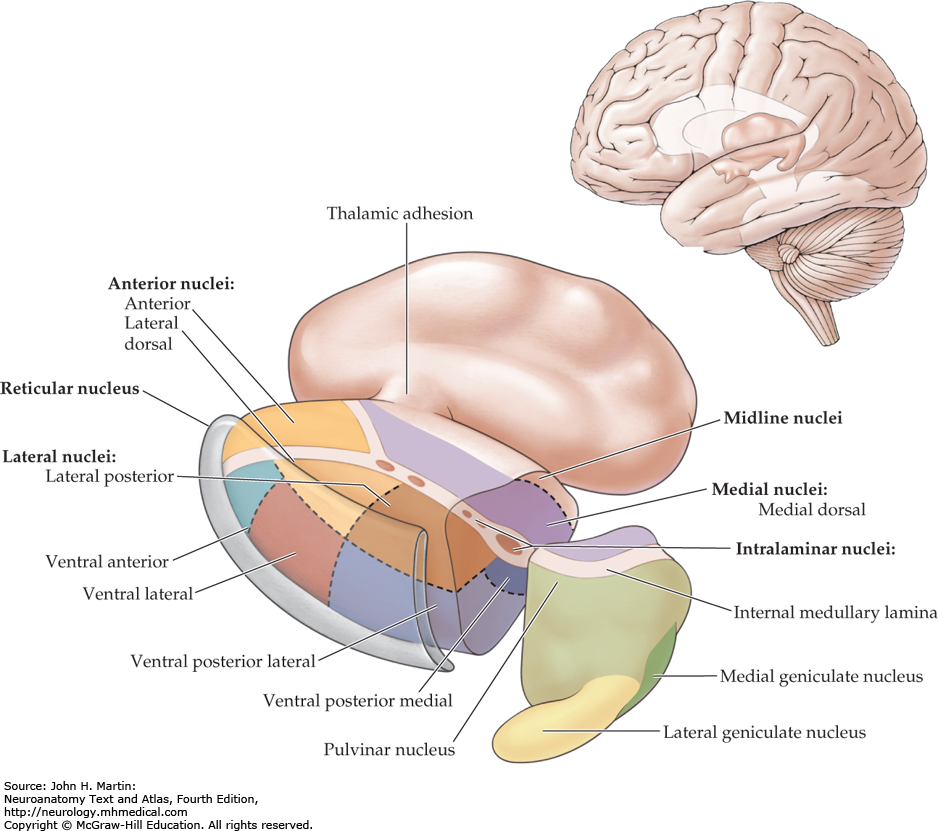 Thalamic adhesion
Anterior nuclei:
Anterior
Lateral
dorsal
Reticular nucleus
Lateral nuclei:
Lateral posterior
Ventral anterior
Ventral lateral
Ventral posterior lateral
Ventral posterior medial
Pulvinar nucleus
Midline nuclei
Medial nuclei:
Medial dorsal
Intralaminar nuclei:
Internal medullary lamina
Medial geniculate nucleus
Lateral geniculate nucleus
Source: John H. Martin:
Neuroanatomy Text and Atlas, Fourth Edition,
http://neurology.mhmedical.com
Copyright © McGraw-Hill Education. All rights reserved.